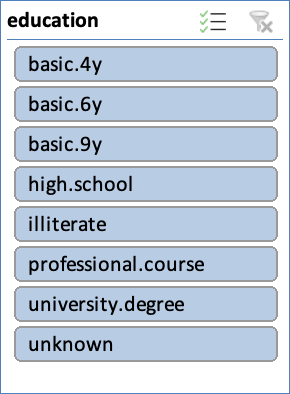 education
basic.4y
basic.6y
basic.9y
high.school
illiterate
professional.course
university.degree
unknown